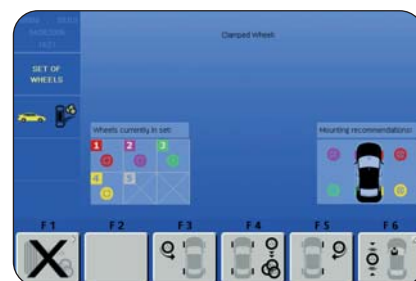 Clamped Wheel:
SET OF
WHEELS
Wheels currently in set:
Mounting recommendations:
1 2 3
4 5
F 1 F 2 F 3 F 4 F 5 F 6